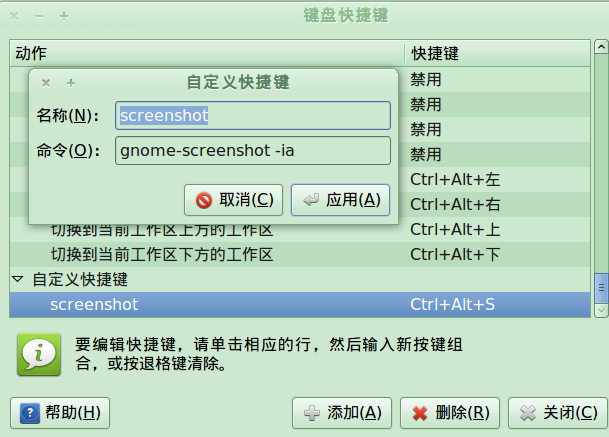 键盘快捷键
动作 快捷键
禁用
自定义快捷键
禁用
名称(N): screenshot
禁用
命令(O): gnome-screenshot -ia
禁用
Ctrl+Alt+左
取消(C) 应用(A)
Ctrl+Alt+右
切换到当前工作区上方的工作区 Ctrl+Alt+上
切换到当前工作区下方的工作区 Ctrl+Alt+下
自定义快捷键
screenshot Ctrl+Alt+S
要编辑快捷键，请单击相应的行，然后输入新按键组
合，或按退格键清除。
帮助(H) 添加(A) 删除(R) 关闭(C)